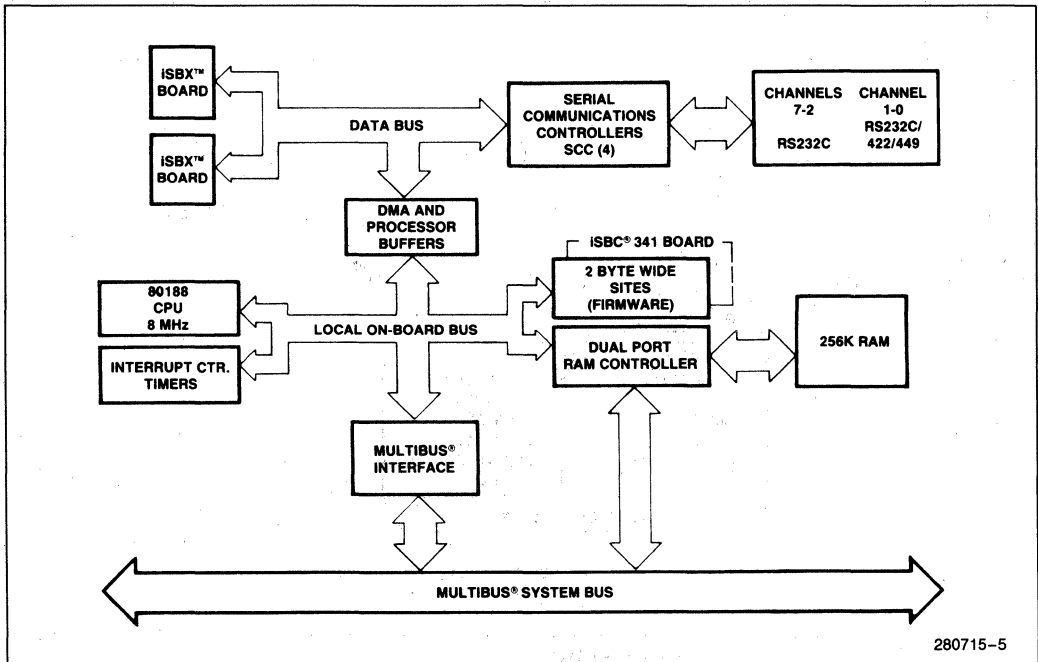 iSBX™
BOARD
iSBX™
BOARD
DATA BUS
SERIAL
COMMUNICATIONS
CONTROLLERS
SCC (4)
CHANNELS CHANNEL
7-2 1-0
RS232C/
RS232C 422/449
DMA AND
PROCESSOR
BUFFERS
iSBC® 341 BOARD
2 BYTE WIDE
SITES
(FIRMWARE)
80188
CPU
8 MHz
LOCAL ON-BOARD BUS
INTERRUPT CTR.
TIMERS
DUAL PORT
RAM CONTROLLER
256K RAM
MULTIBUS®
INTERFACE
MULTIBUS® SYSTEM BUS
280715–5